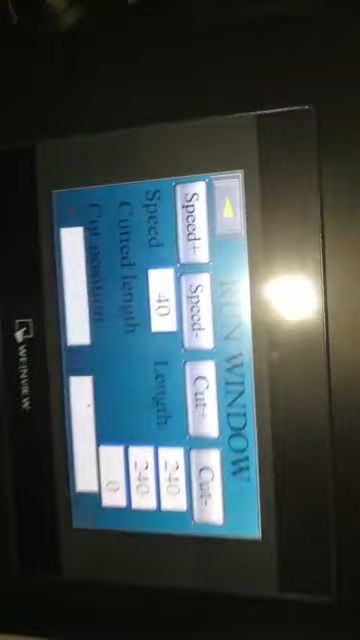 RUN WINDOW
Speed+ Speed- Cut- Cut-
Speed 40 Length 240
Cutted length 240
Cut position 0
WEINVIEW